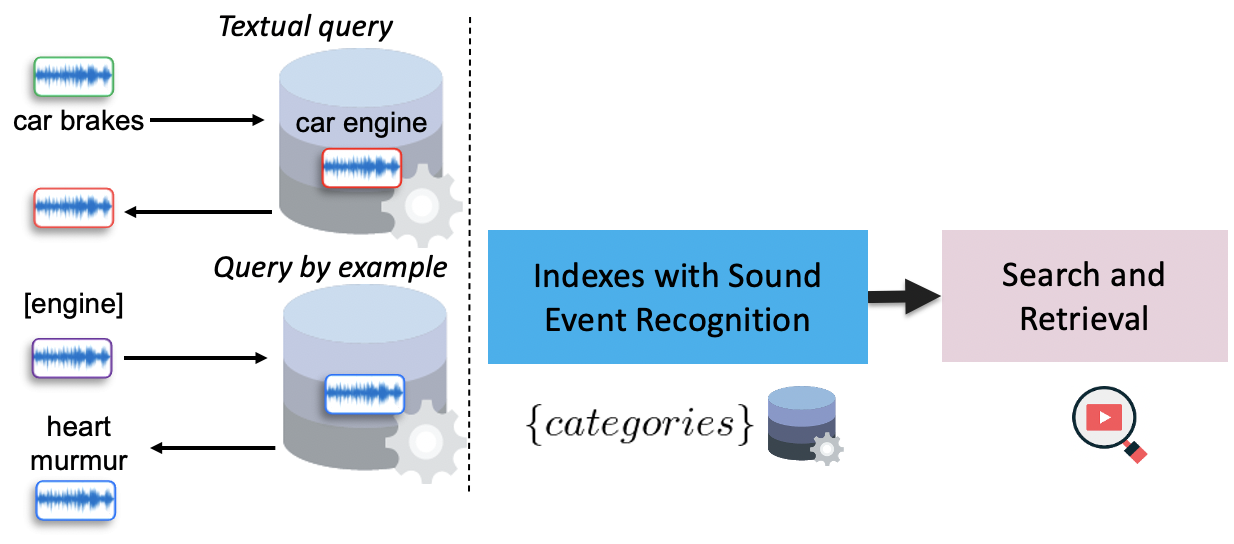 Textual query
car brakes
car engine
Query by example
[engine]
heart
murmur
Indexes with Sound
Event Recognition
{categories}
Search and
Retrieval